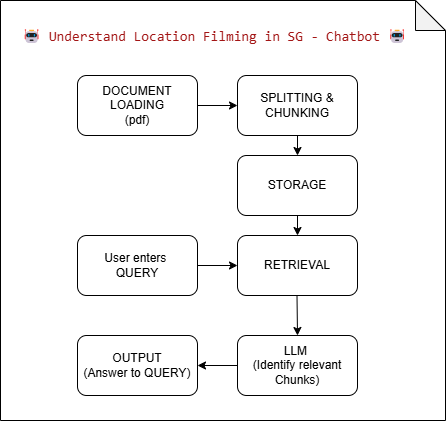 Understand Location Filming in SG - Chatbot
DOCUMENT
LOADING
(pdf)
SPLITTING &
CHUNKING
STORAGE
User enters
QUERY
RETRIEVAL
OUTPUT
(Answer to QUERY)
LLM
(Identify relevant
Chunks)